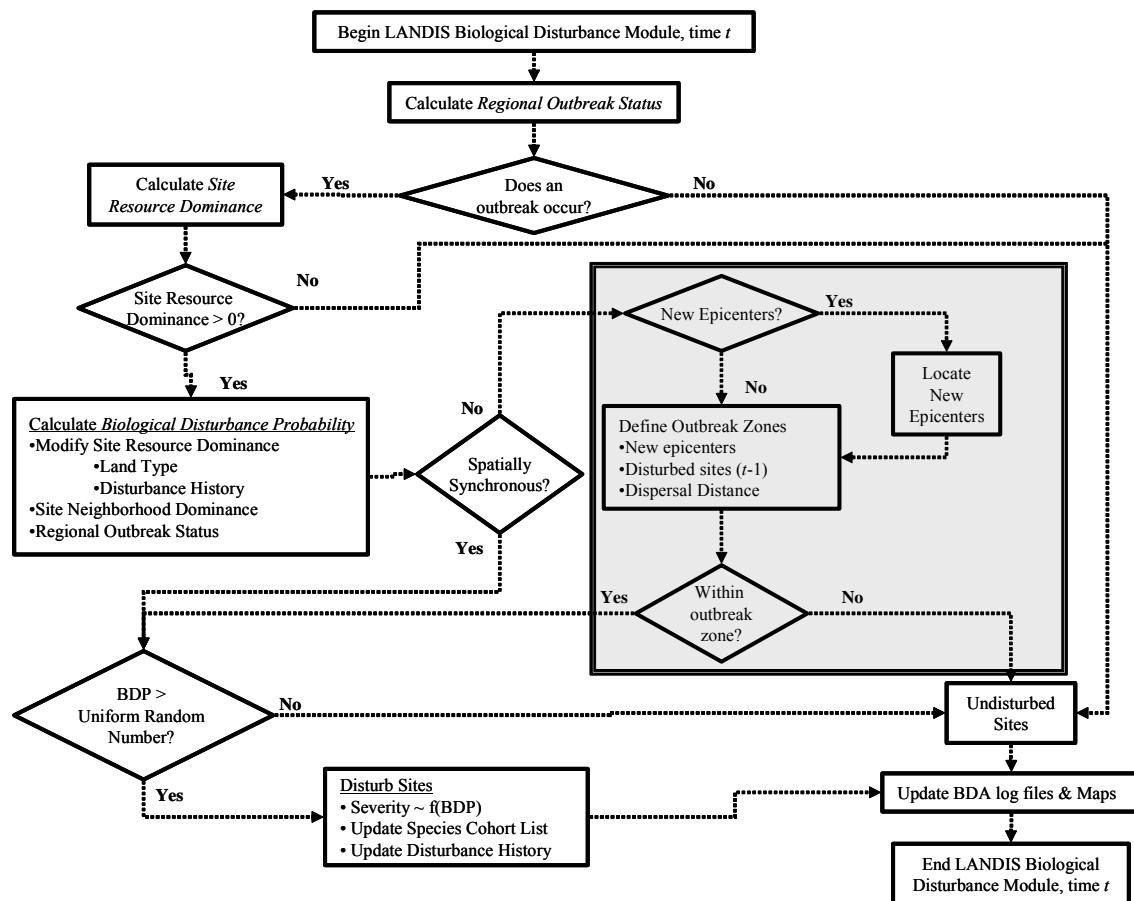 Begin LANDIS Biological Disturbance Module, time t
Calculate Regional Outbreak Status
Does an
outbreak occur?
Yes
No
Calculate Site
Resource Dominance
Site Resource
Dominance > 0?
No
Yes
Calculate Biological Disturbance Probability
•Modify Site Resource Dominance
•Land Type
•Disturbance History
•Site Neighborhood Dominance
•Regional Outbreak Status
Spatially
Synchronous?
No
Yes
New Epicenters?
Yes
No
Locate
New
Epicenters
Define Outbreak Zones
•New epicenters
•Disturbed sites (t-1)
•Dispersal Distance
Within
outbreak
zone?
Yes
No
BDP >
Uniform Random
Number?
No
Yes
Undisturbed
Sites
Disturb Sites
• Severity ~ f(BDP)
• Update Species Cohort List
• Update Disturbance History
Update BDA log files & Maps
End LANDIS Biological
Disturbance Module, time t